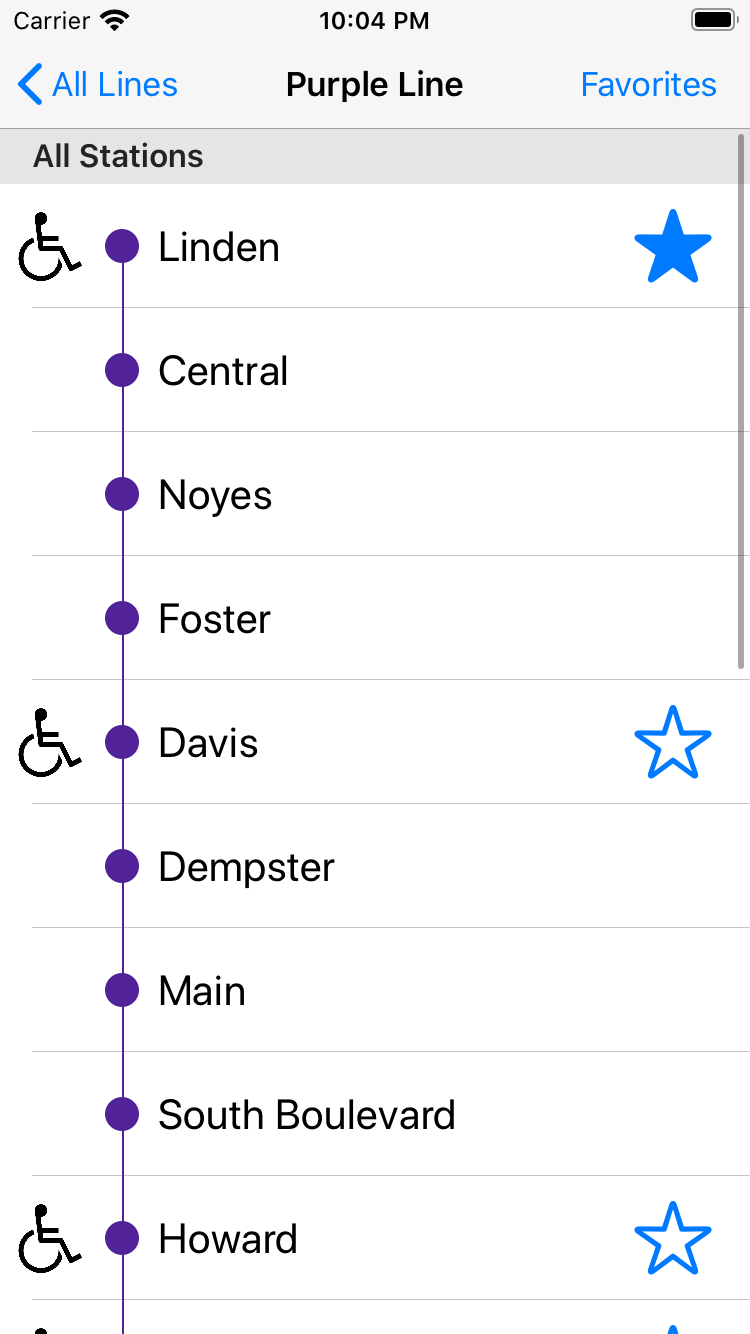 Carrier 10:04 PM
All Lines Purple Line Favorites
All Stations
Linden
Central
Noyes
Foster
Davis
Dempster
Main
South Boulevard
Howard